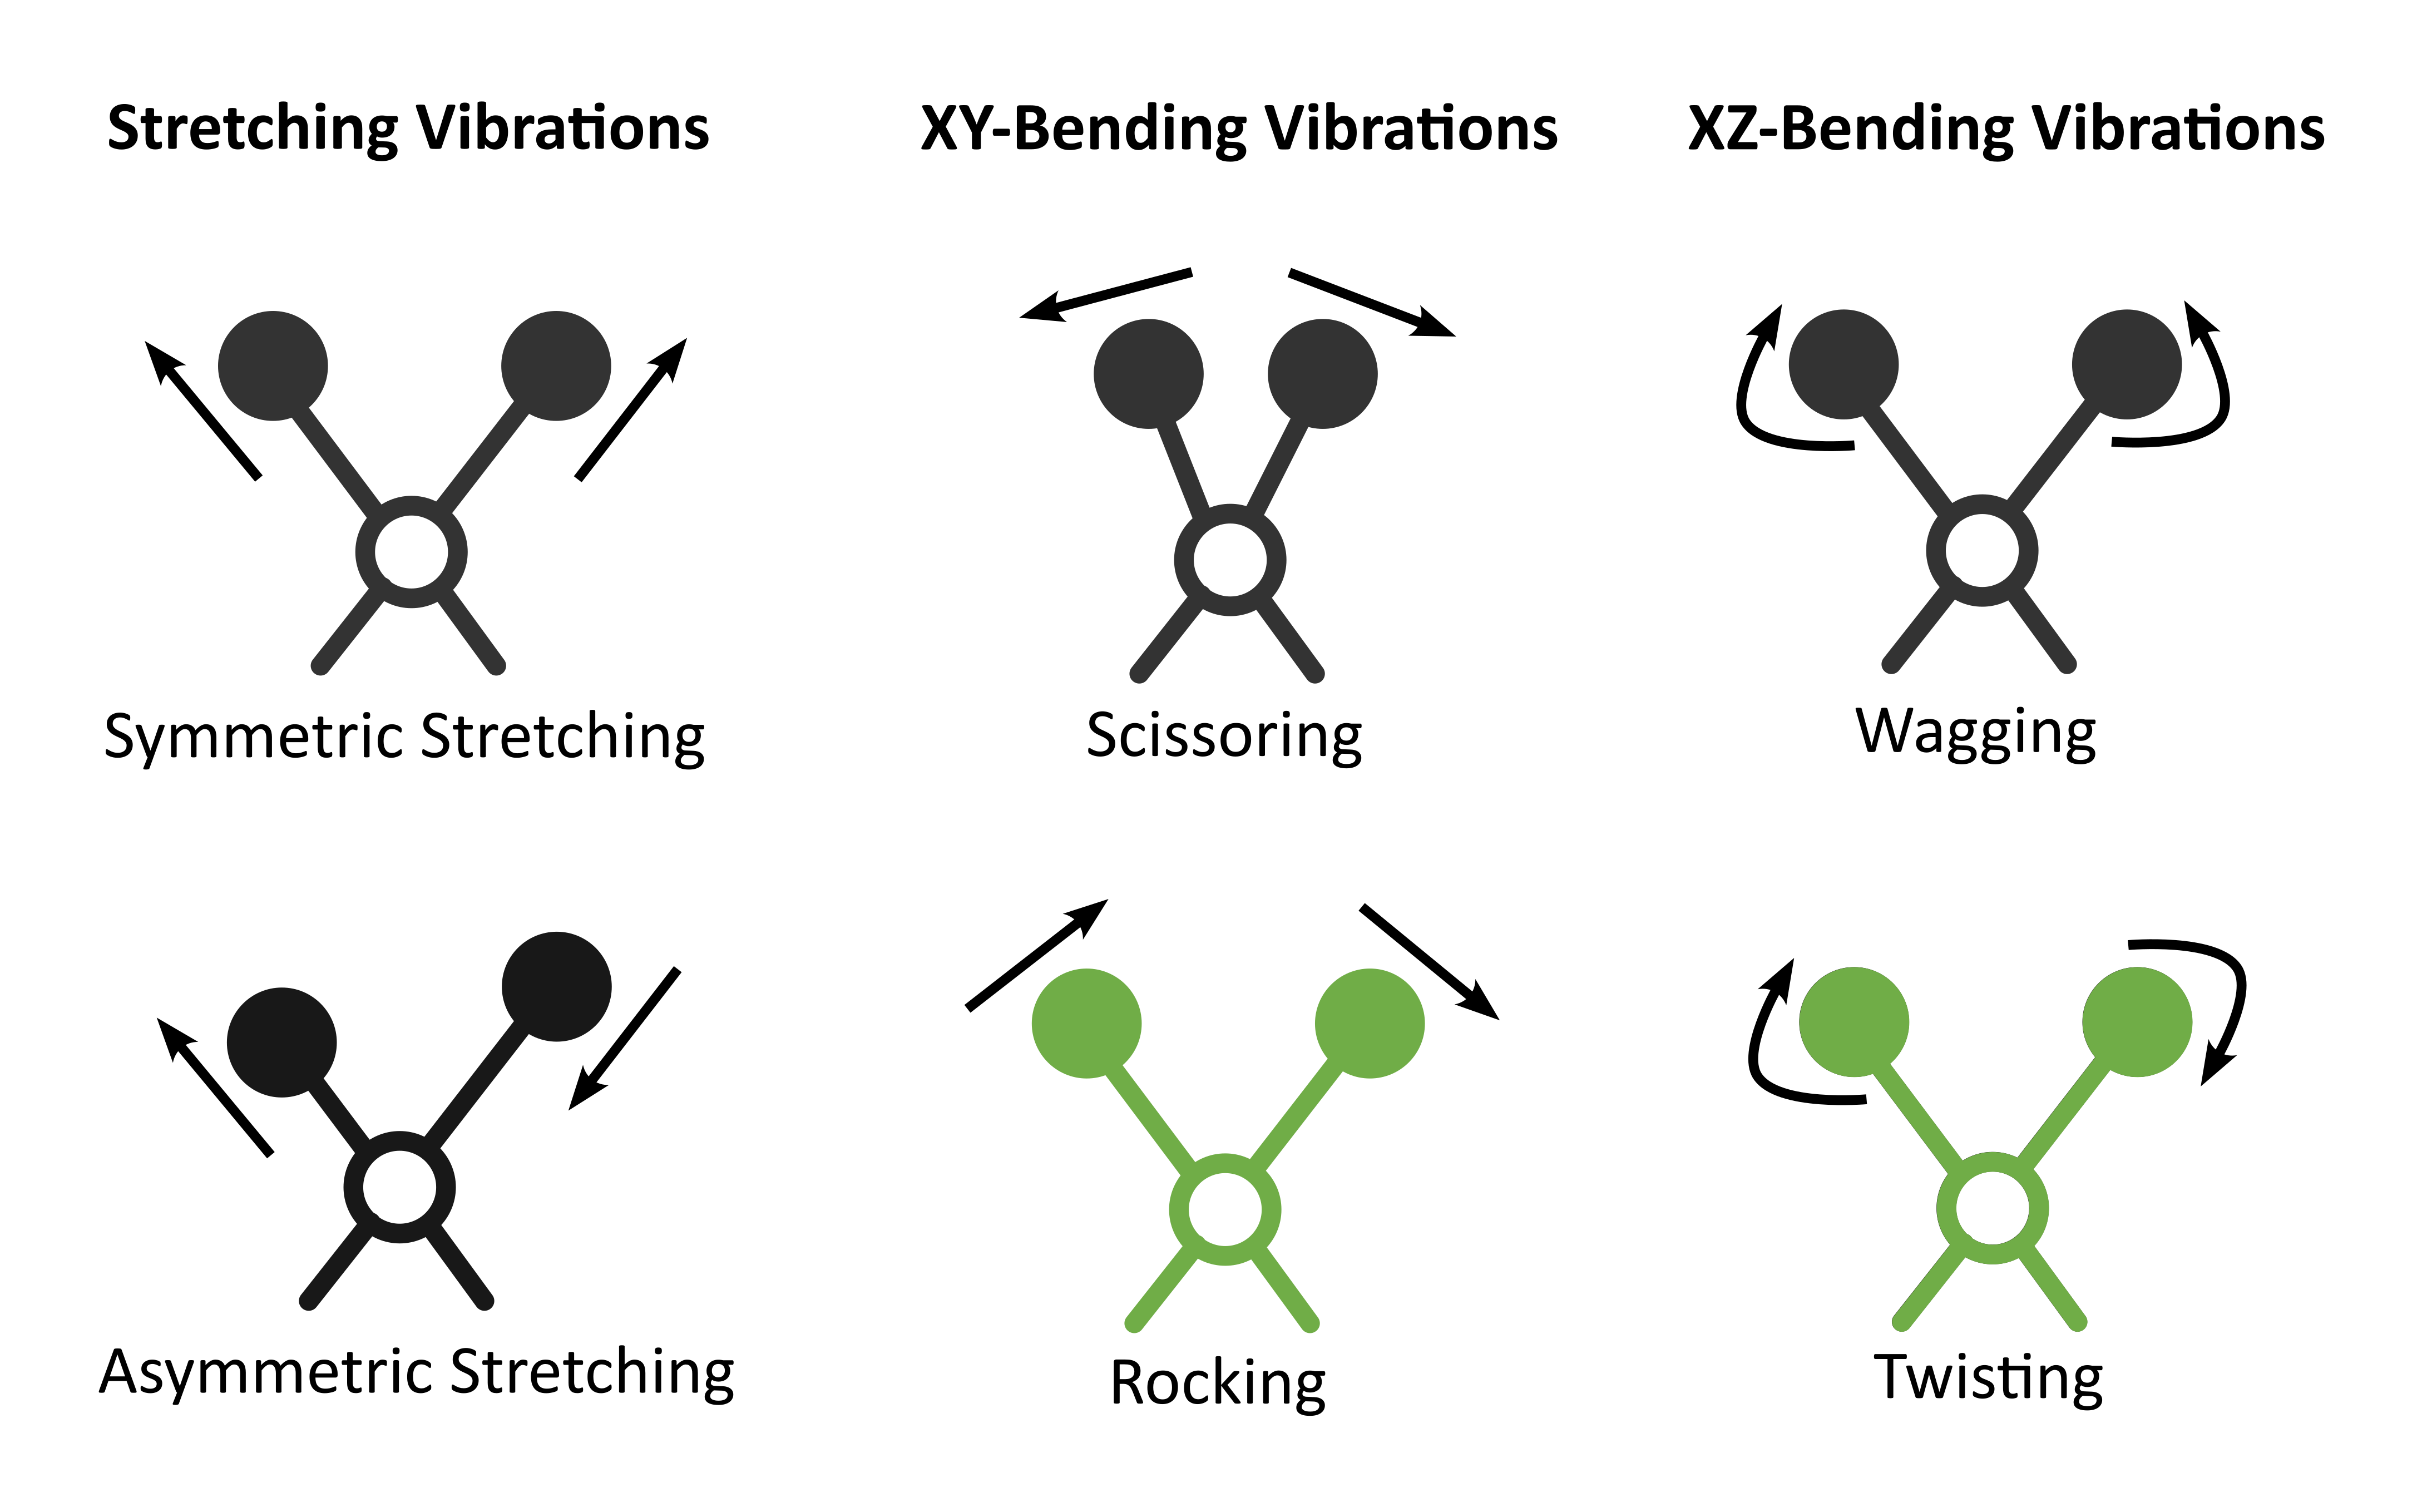 Stretching Vibrations
XY-Bending Vibrations
XZ-Bending Vibrations
Symmetric Stretching
Scissoring
Wagging
Asymmetric Stretching
Rocking
Twisting